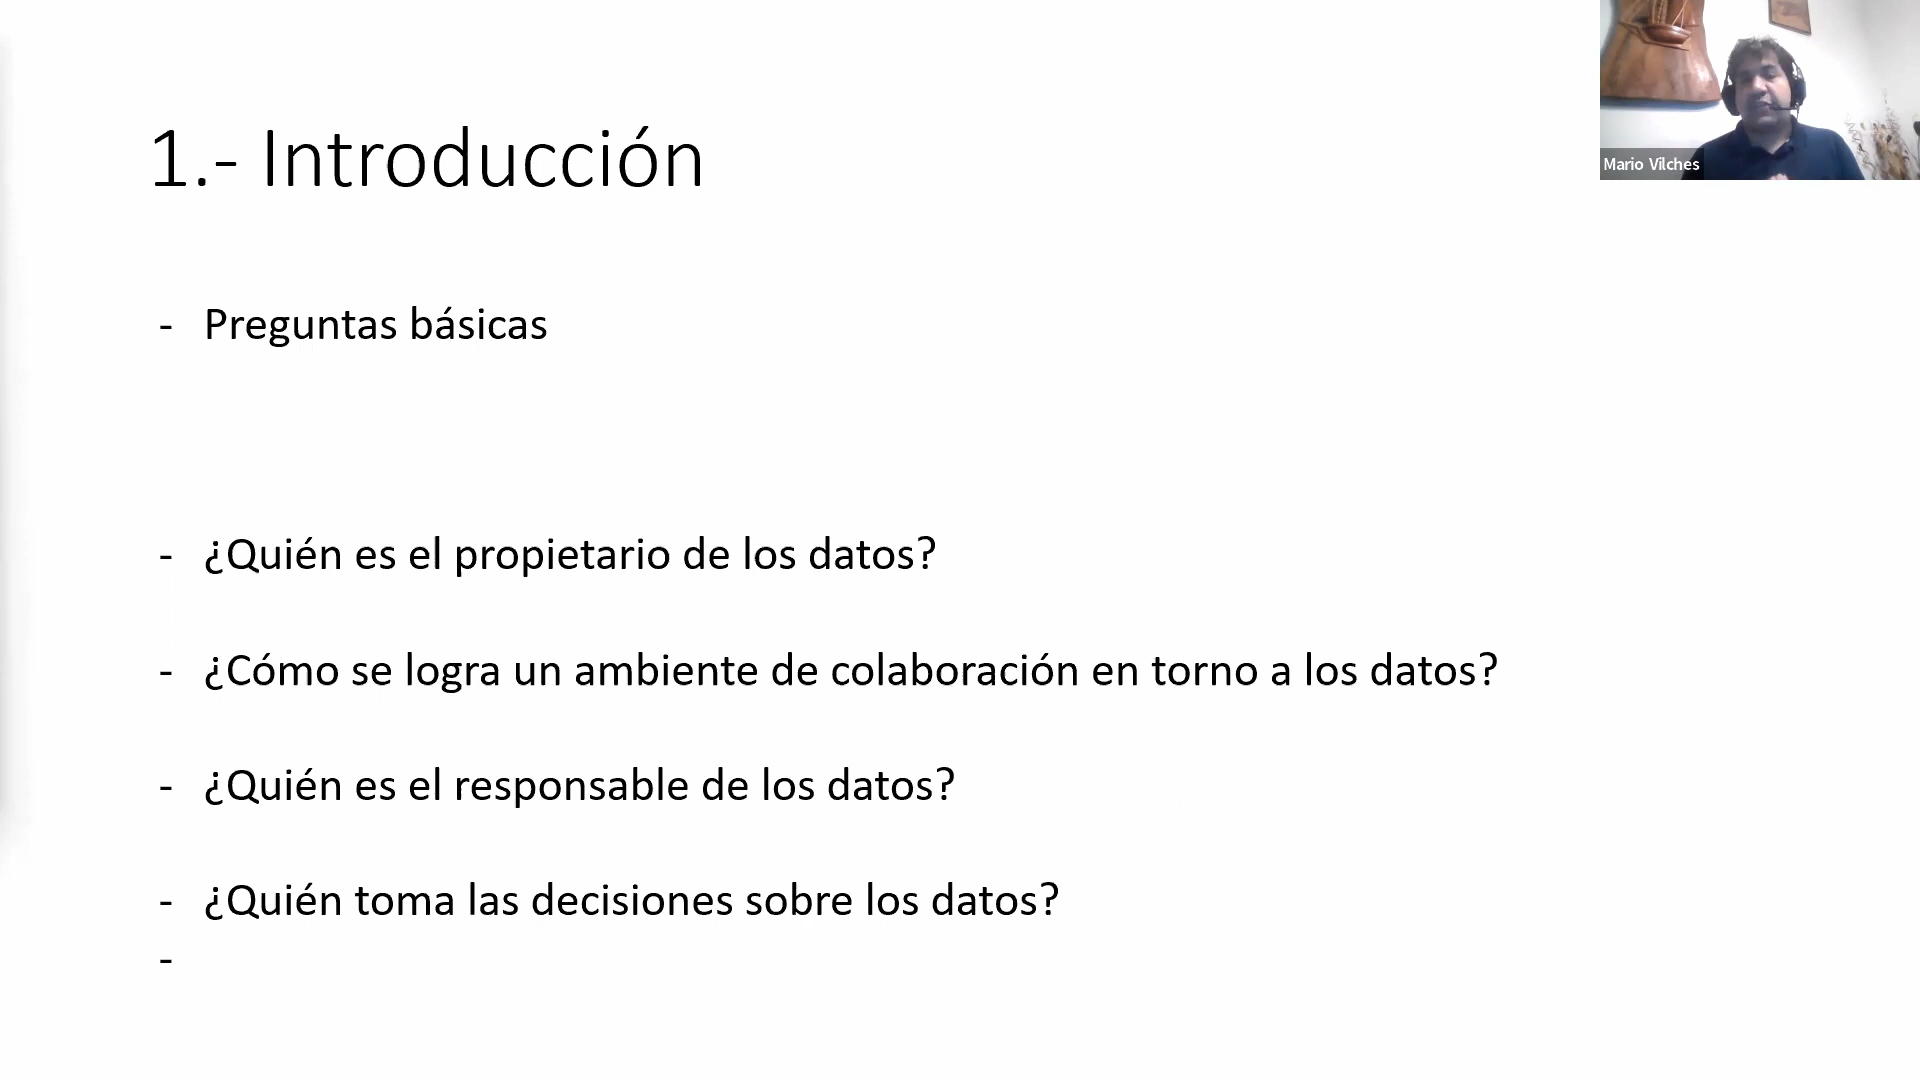 1.- Introducción
Mario Vilches
- Preguntas básicas
- ¿Quién es el propietario de los datos?
- ¿Cómo se logra un ambiente de colaboración en torno a los datos?
- ¿Quién es el responsable de los datos?
- ¿Quién toma las decisiones sobre los datos?
-